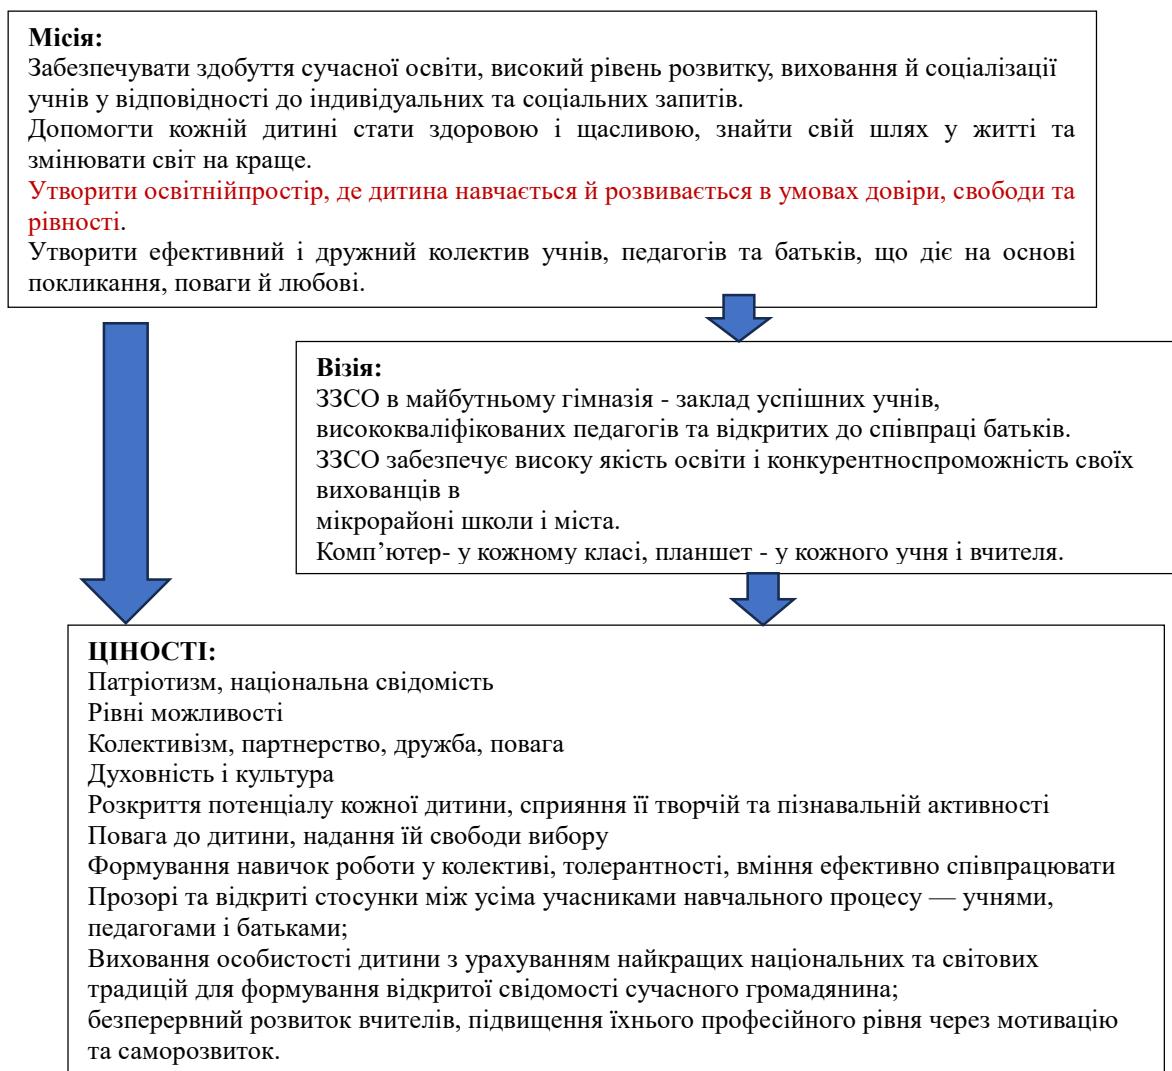 Місія:
Забезпечувати здобуття сучасної освіти, високий рівень розвитку, виховання й соціалізації
учнів у відповідності до індивідуальних та соціальних запитів.
Допомогти кожній дитині стати здоровою і щасливою, знайти свій шлях у житті та
змінювати світ на краще.
Утворити освітнійпростір, де дитина навчається й розвивається в умовах довіри, свободи та
рівності.
Утворити ефективний і дружний колектив учнів, педагогів та батьків, що діє на основі
покликання, поваги й любові.
Візія:
ЗЗСО в майбутньому гімназія - заклад успішних учнів,
висококваліфікованих педагогів та відкритих до співпраці батьків.
ЗЗСО забезпечує високу якість освіти і конкурентноспроможність своїх
вихованців в
мікрорайоні школи і міста.
Комп’ютер- у кожному класі, планшет - у кожного учня і вчителя.
ЦІНОСТІ:
Патріотизм, національна свідомість
Рівні можливості
Колективізм, партнерство, дружба, повага
Духовність і культура
Розкриття потенціалу кожної дитини, сприяння її творчій та пізнавальній активності
Повага до дитини, надання їй свободи вибору
Формування навичок роботи у колективі, толерантності, вміння ефективно співпрацювати
Прозорі та відкриті стосунки між усіма учасниками навчального процесу — учнями,
педагогами і батьками;
Виховання особистості дитини з урахуванням найкращих національних та світових
традицій для формування відкритої свідомості сучасного громадянина;
безперервний розвиток вчителів, підвищення їхнього професійного рівня через мотивацію
та саморозвиток.